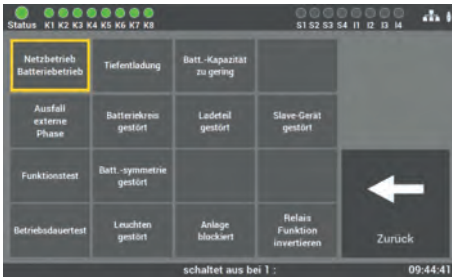 Status K1 K2 K3 K4 K5 K6 K7 K8 S1 S2 S3 S4 I1 I2 I3 I4
Netzbetrieb
Batteriebetrieb
Tiefentladung
Batt.-Kapazität
zu gering
Ausfall
externe
Phase
Batteriekreis
gestört
Ladeteil
gestört
Slave-Gerät
gestört
Funktionstest
Batt.-symmetrie
gestört
Betriebsdauertest
Leuchten
gestört
Anlage
blockiert
Relais
Funktion
invertieren
Zurück
schaltet aus bei 1 :
09:44:41